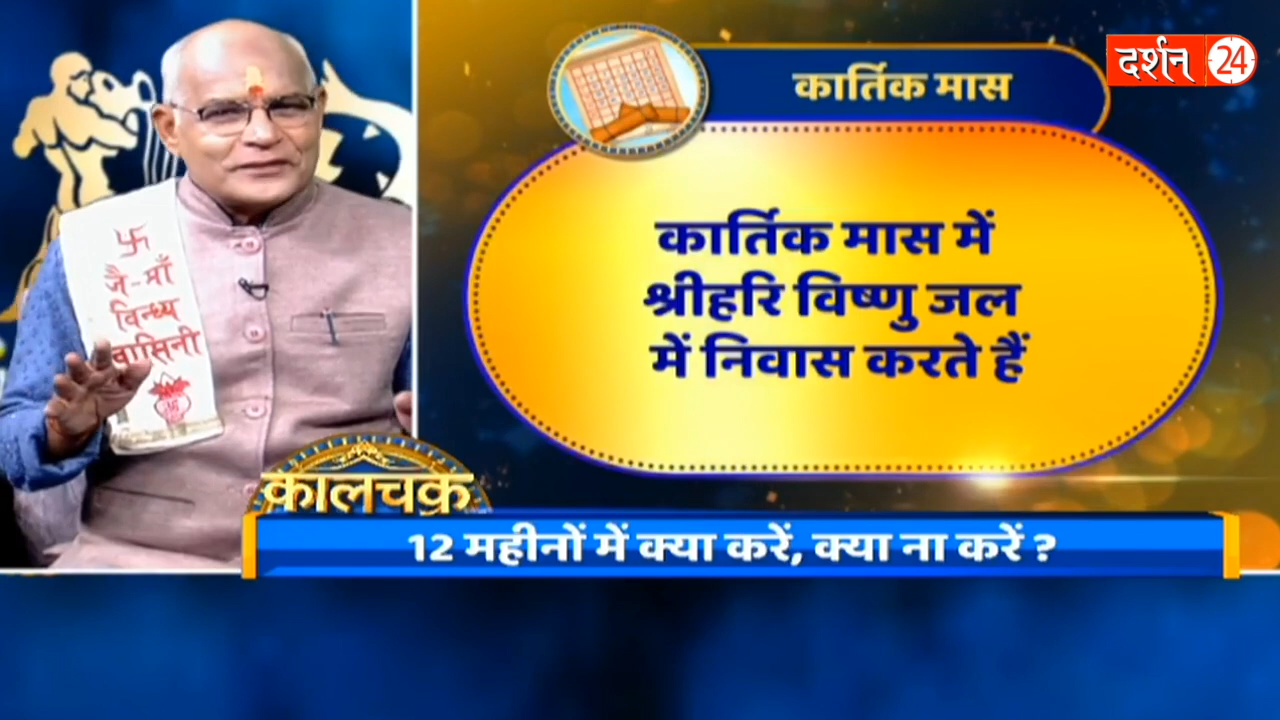 दर्शन 24
कार्तिक मास
कार्तिक मास में
श्रीहरि विष्णु जल
में निवास करते हैं
जै-माँ
विन्ध्य
वासिनी
कालचक्र
12 महीनों में क्या करें, क्या ना करें ?